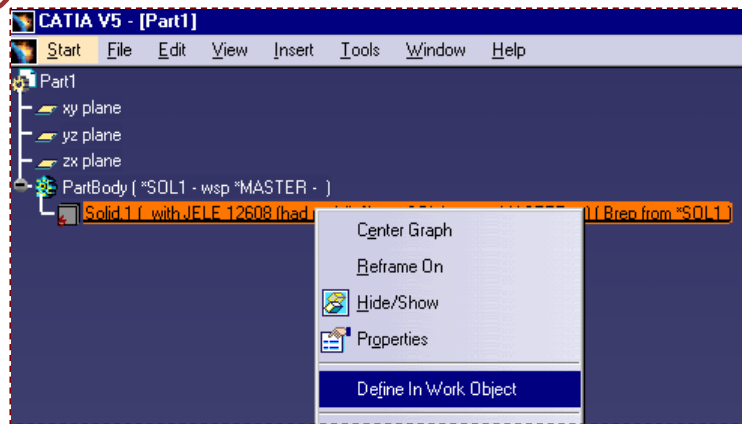 CATIA V5 - [Part1]
Start File Edit View Insert Tools Window Help
Part1
xy plane
yz plane
zx plane
PartBody ( *SOL1 - wsp *MASTER - )
Solid.1 ( with JELE 12608 (had ) ( Brep from *SOL1 )
Center Graph
Reframe On
Hide/Show
Properties
Define In Work Object